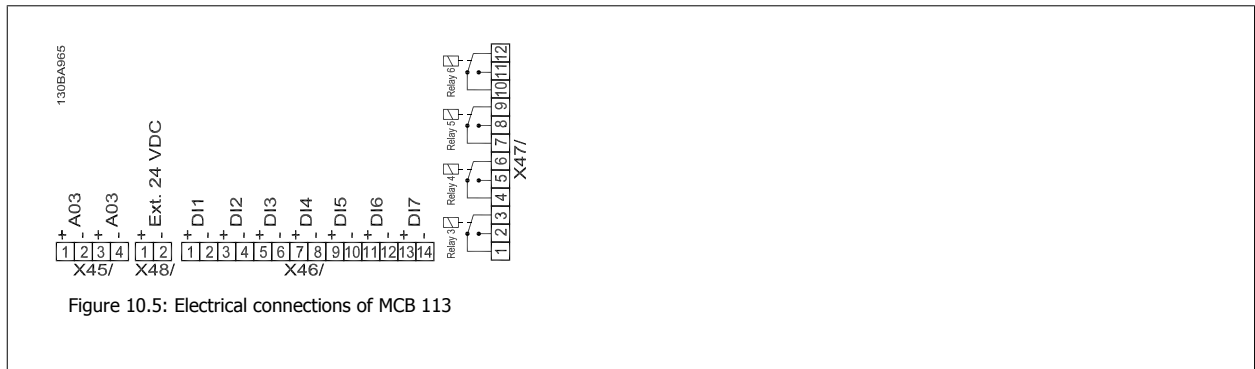 130BA965
+ A03 - + A03 -
1 2 3 4
X45/
+ Ext. 24 VDC -
1 2
X48/
+ DI1 - + DI2 - + DI3 - + DI4 - + DI5 - + DI6 - + DI7 -
1 2 3 4 5 6 7 8 9 10 11 12 13 14
X46/
Relay 3
Relay 4
Relay 5
Relay 6
1 2 3 4 5 6 7 8 9 10 11 12
X47/
Figure 10.5: Electrical connections of MCB 113